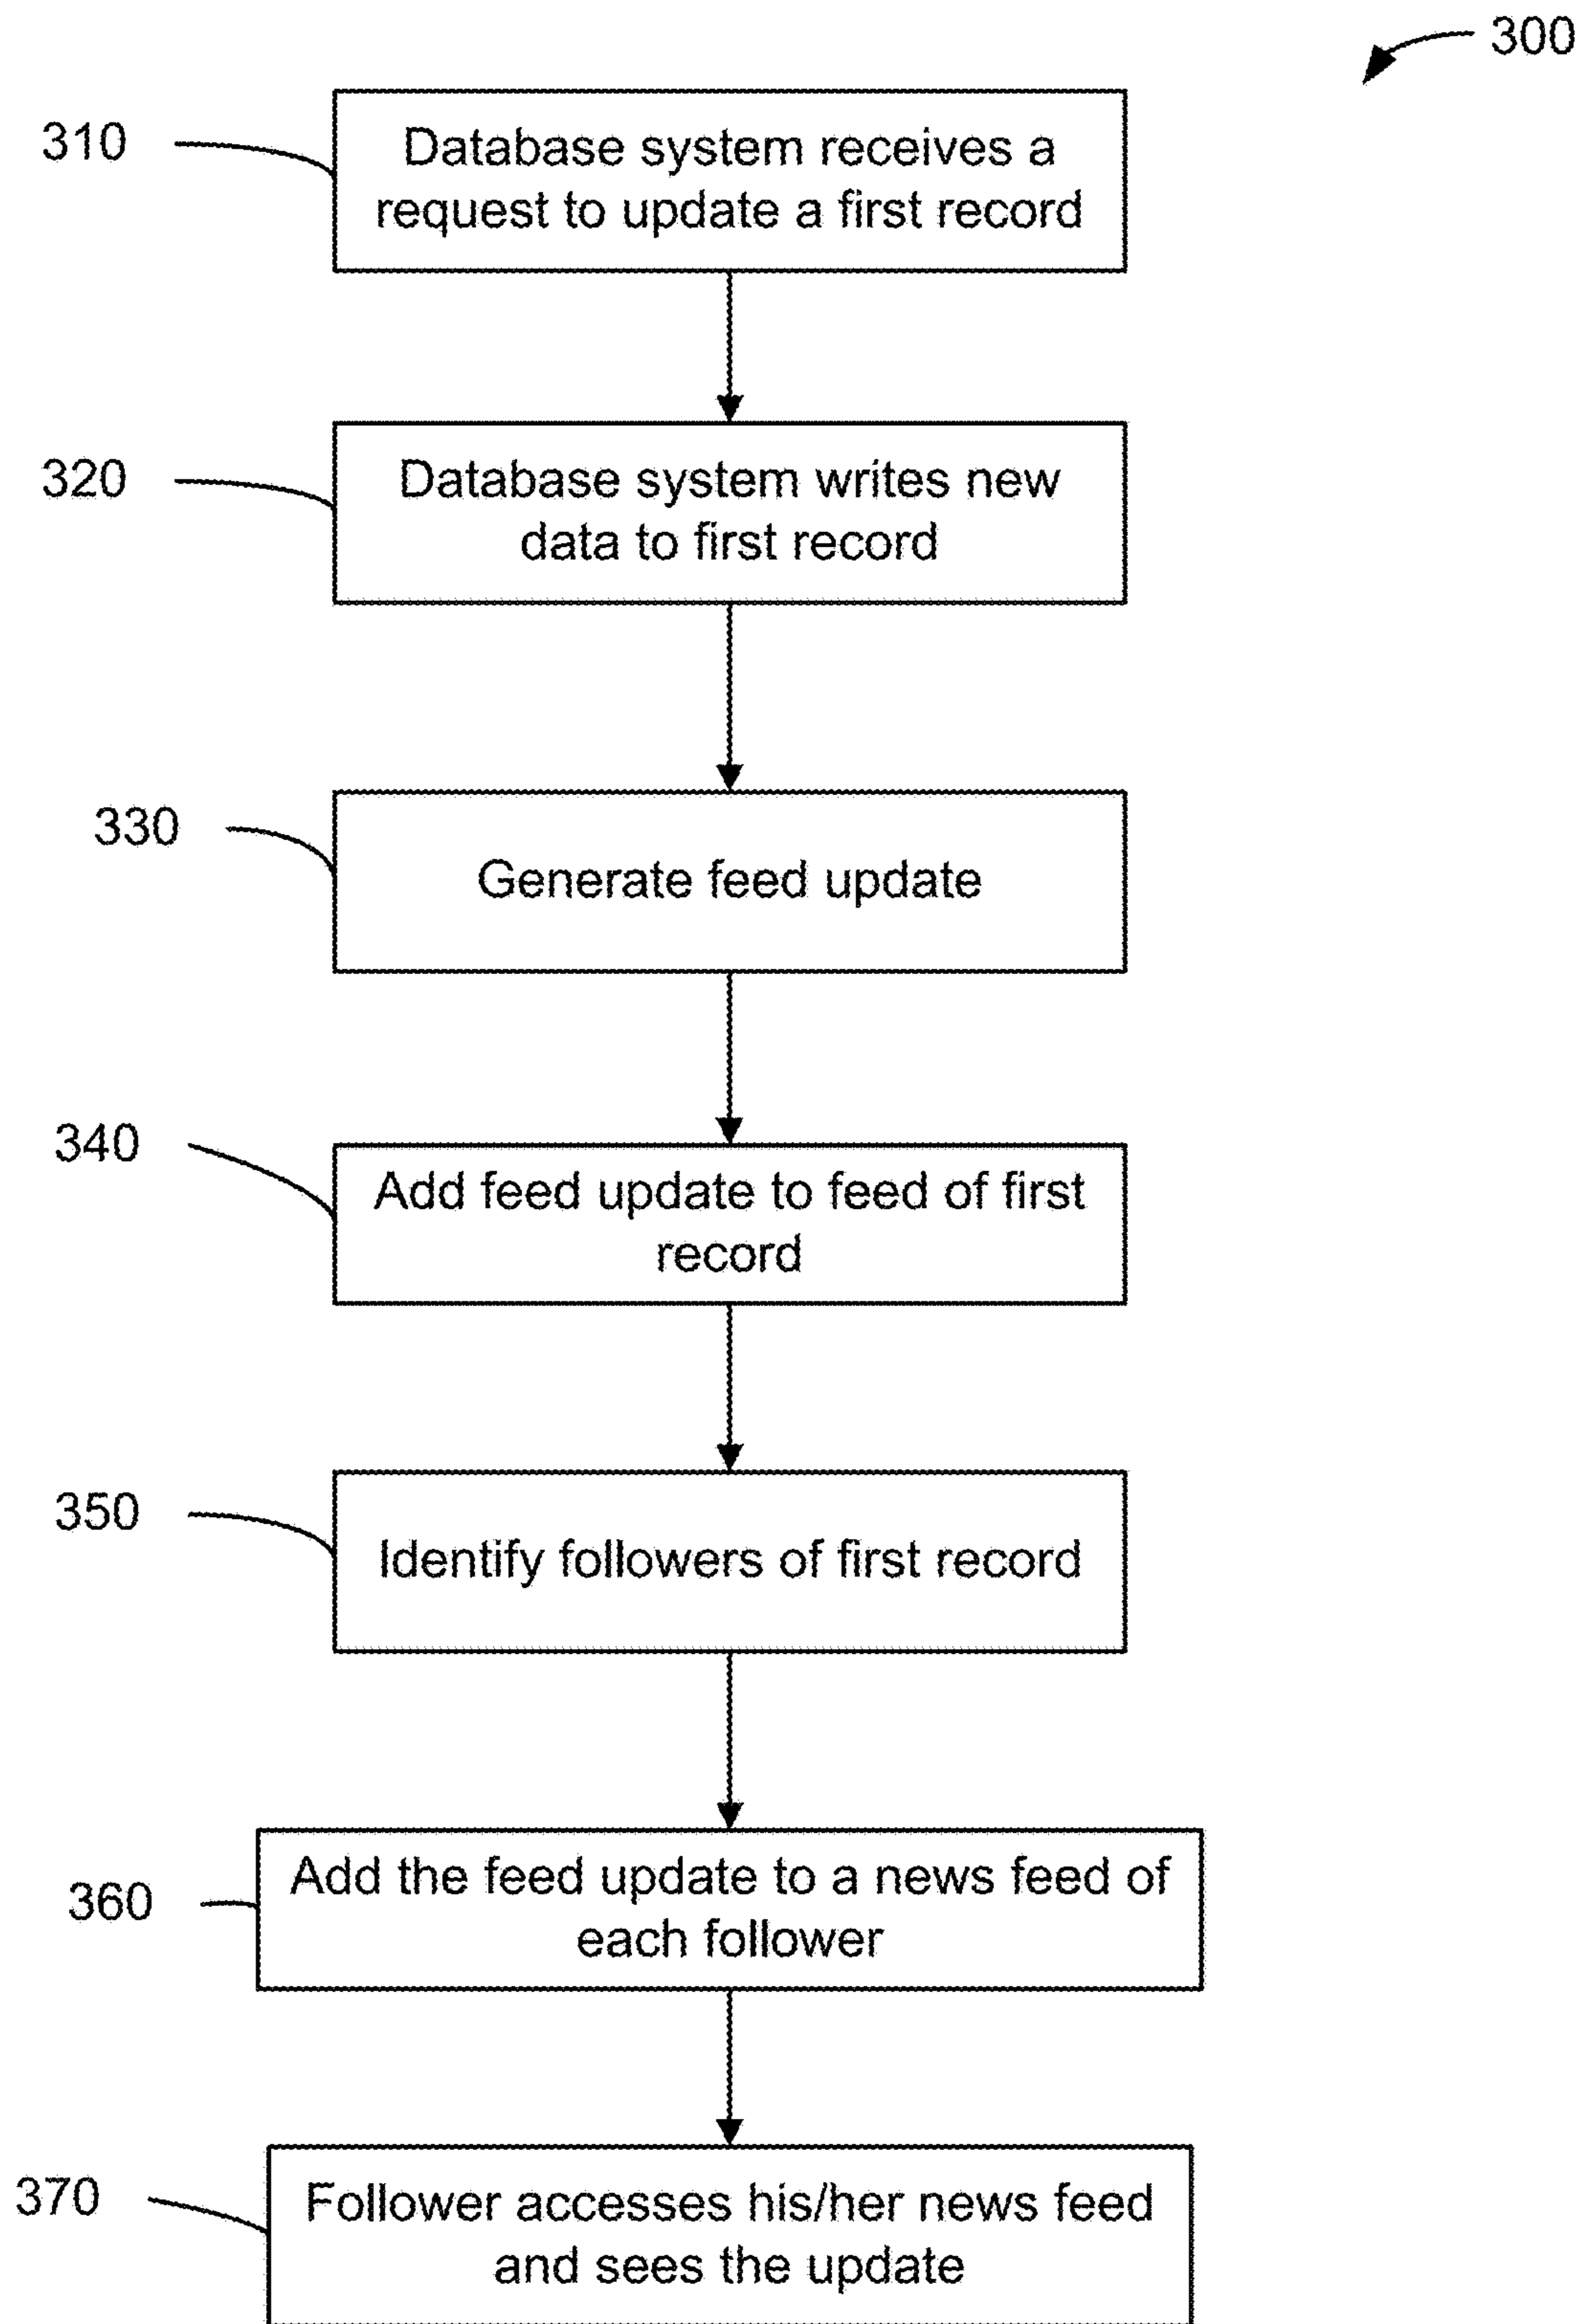 300
310
Database system receives a
request to update a first record
320
Database system writes new
data to first record
330
Generate feed update
340
Add feed update to feed of first
record
350
Identify followers of first record
360
Add the feed update to a news feed of
each follower
370
Follower accesses his/her news feed
and sees the update